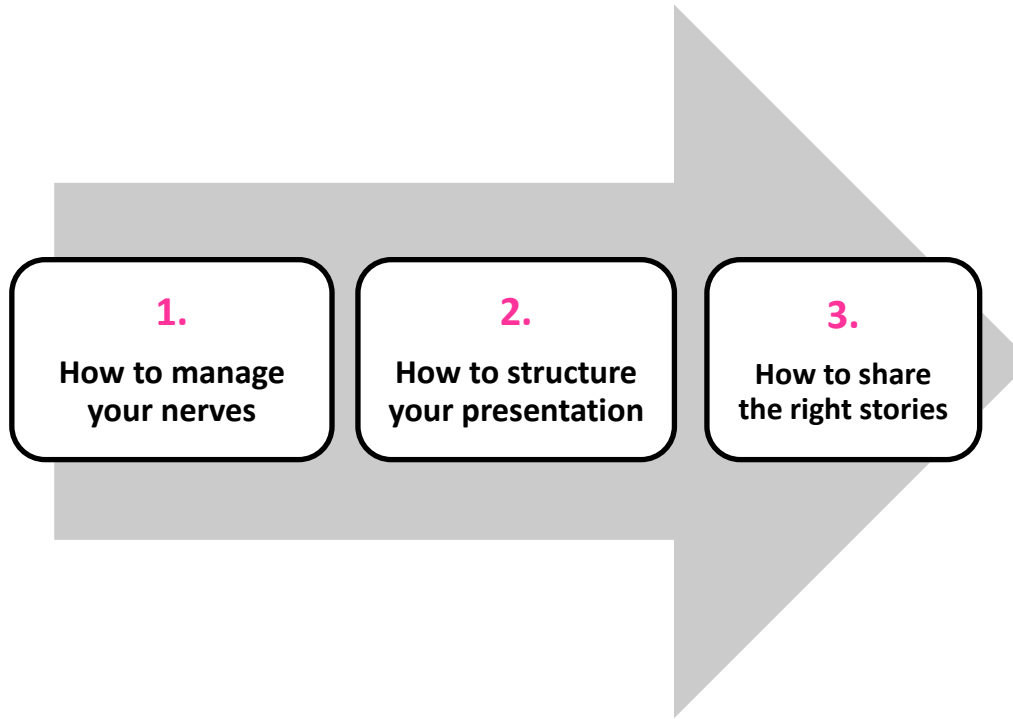 1.
How to manage
your nerves
2.
How to structure
your presentation
3.
How to share
the right stories